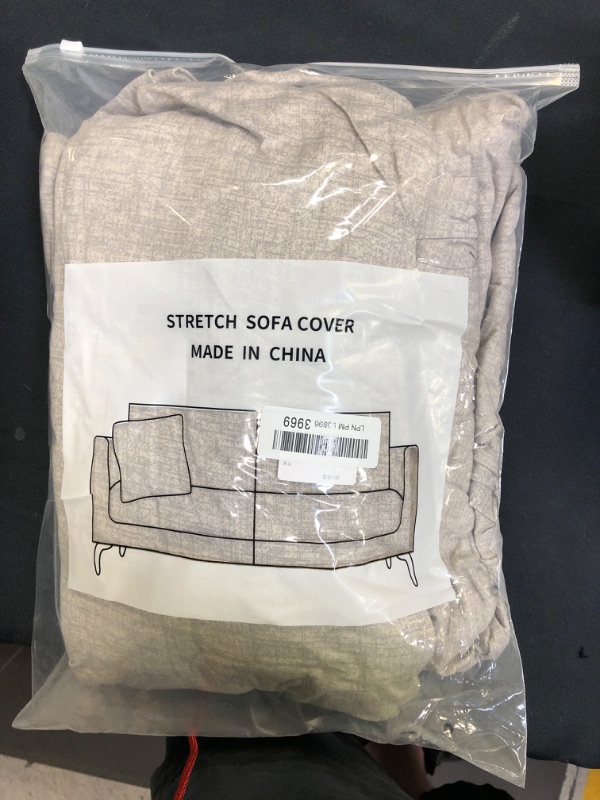 STRETCH SOFA COVER
MADE IN CHINA
LPN PM L0896 3969